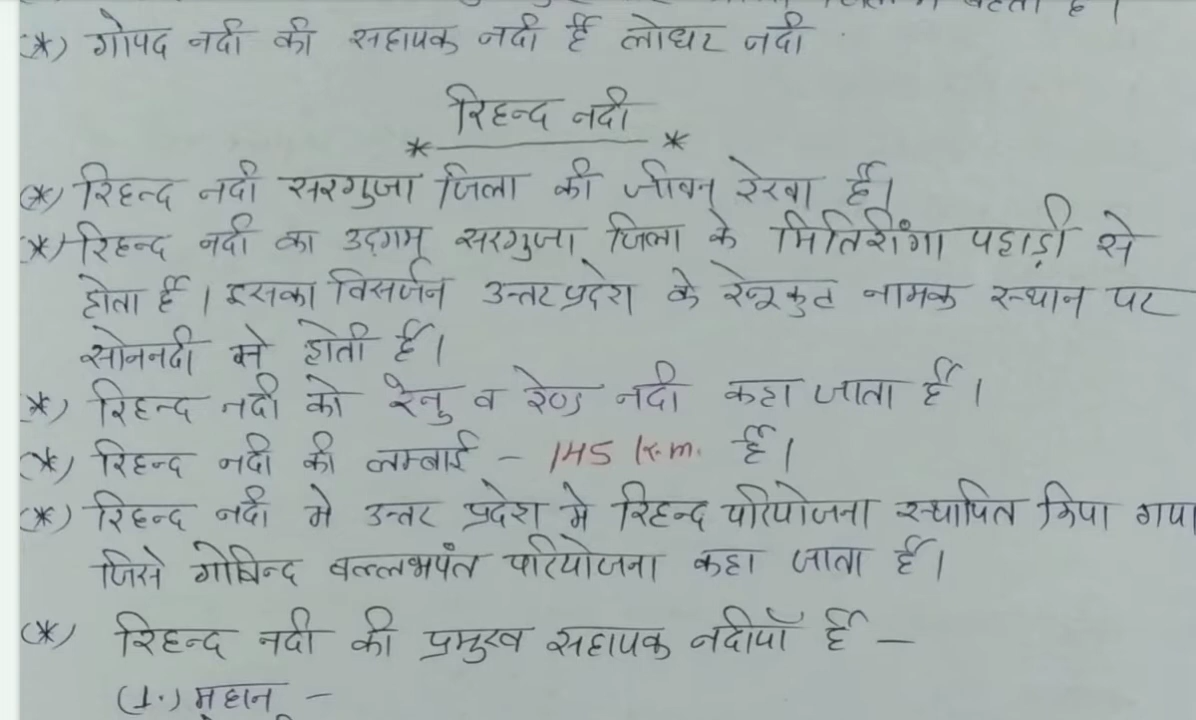 (*) गोपद नदी की सहायक नदी हैं लोधर नदी
रिहन्द नदी
* *
(*) रिहन्द नदी सरगुजा जिला की जीवन रेखा हैं।
(*) रिहन्द नदी का उद्गम सरगुजा जिला के मितिरींगा पहाड़ी से
होता हैं। इसका विसर्जन उत्तरप्रदेश के रेनूकुट नामक स्थान पर
सोननदी में होती हैं।
(*) रिहन्द नदी को रेनु व रेण्ड नदी कहा जाता हैं।
(*) रिहन्द नदी की लम्बाई - 145 k.m. हैं।
(*) रिहन्द नदी मे उत्तर प्रदेश मे रिहन्द परियोजना स्थापित किया गया
जिसे गोबिन्द बल्लभपंत परियोजना कहा जाता हैं।
(*) रिहन्द नदी की प्रमुख सहायक नदीयाँ हैं -
(1.) महान -